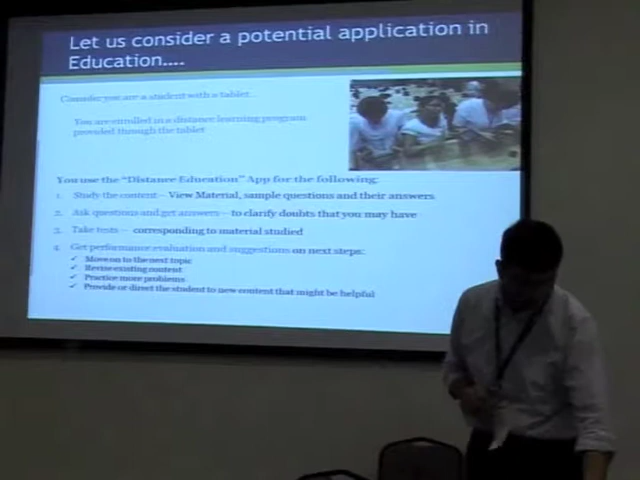 Let us consider a potential application in
Education....
Consider you are a student with a tablet..
You are enrolled in a distance learning program
provided through the tablet
You use the "Distance Education" App for the following:
1. Study the content – View Material, sample questions and their answers
2. Ask questions and get answers – to clarify doubts that you may have
3. Take tests – corresponding to material studied
4. Get performance evaluation and suggestions on next steps:
✓ Move on to the next topic
✓ Revise existing content
✓ Practice more problems
✓ Provide or direct the student to new content that might be helpful